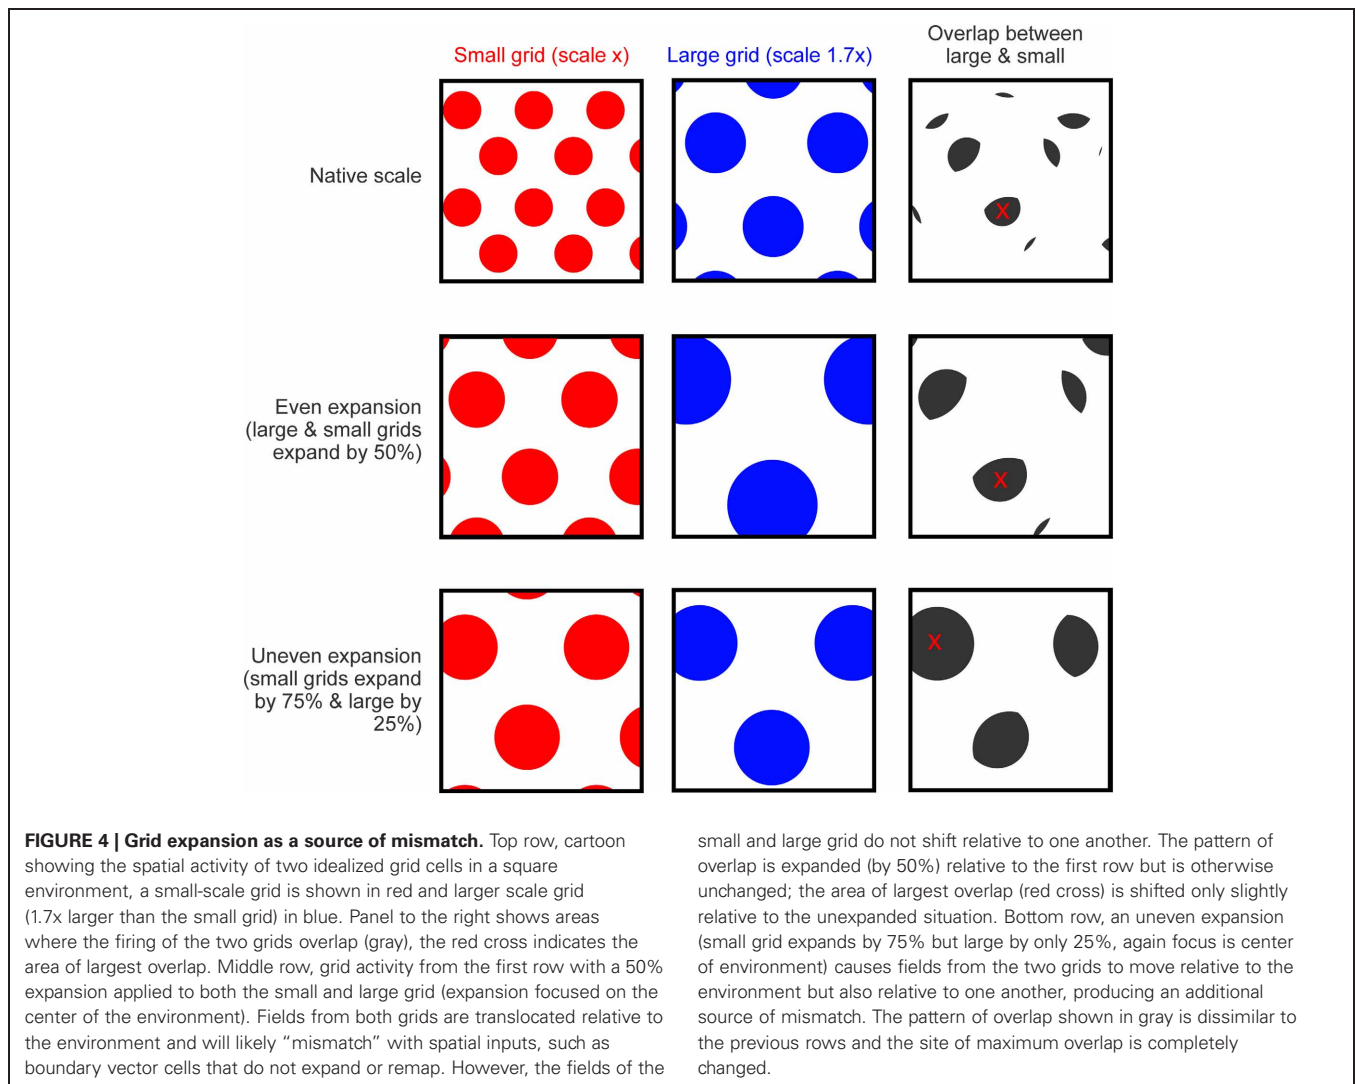 Small grid (scale x)
Large grid (scale 1.7x)
Overlap between
large & small
Native scale
X
Even expansion
(large & small grids
expand by 50%)
X
Uneven expansion
(small grids expand
by 75% & large by
25%)
X
FIGURE 4 | Grid expansion as a source of mismatch. Top row, cartoon
showing the spatial activity of two idealized grid cells in a square
environment, a small-scale grid is shown in red and larger scale grid
(1.7x larger than the small grid) in blue. Panel to the right shows areas
where the firing of the two grids overlap (gray), the red cross indicates the
area of largest overlap. Middle row, grid activity from the first row with a 50%
expansion applied to both the small and large grid (expansion focused on the
center of the environment). Fields from both grids are translocated relative to
the environment and will likely “mismatch” with spatial inputs, such as
boundary vector cells that do not expand or remap. However, the fields of the
small and large grid do not shift relative to one another. The pattern of
overlap is expanded (by 50%) relative to the first row but is otherwise
unchanged; the area of largest overlap (red cross) is shifted only slightly
relative to the unexpanded situation. Bottom row, an uneven expansion
(small grid expands by 75% but large by only 25%, again focus is center
of environment) causes fields from the two grids to move relative to the
environment but also relative to one another, producing an additional
source of mismatch. The pattern of overlap shown in gray is dissimilar to
the previous rows and the site of maximum overlap is completely
changed.